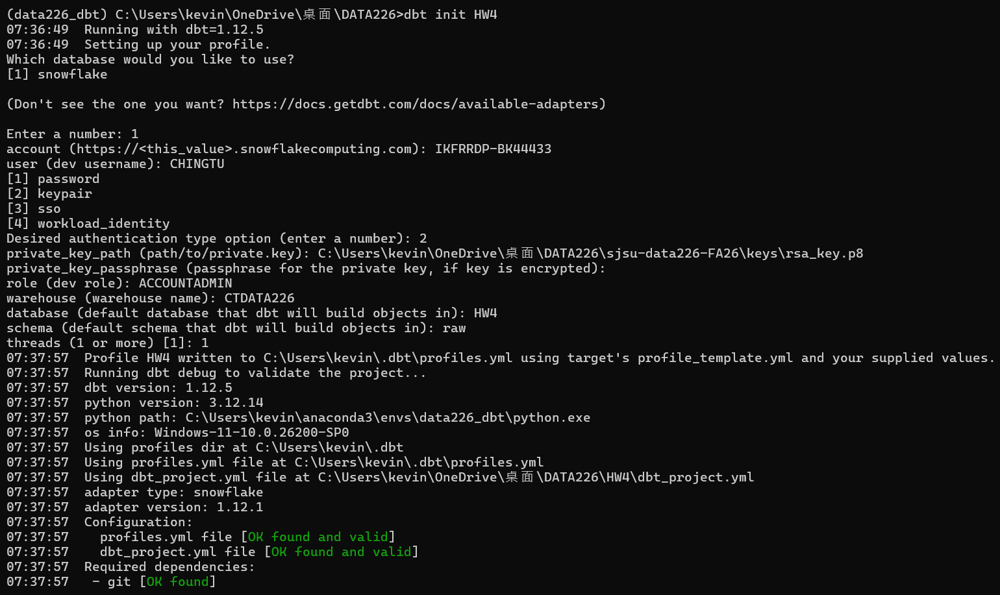 (data226_dbt) C:\Users\kevin\OneDrive\桌面\DATA226>dbt init HW4
07:36:49  Running with dbt=1.12.5
07:36:49  Setting up your profile.
Which database would you like to use?
[1] snowflake
(Don't see the one you want? https://docs.getdbt.com/docs/available-adapters)
Enter a number: 1
account (https://<this_value>.snowflakecomputing.com): IKFRRDP-BK44433
user (dev username): CHINGTU
[1] password
[2] keypair
[3] sso
[4] workload_identity
Desired authentication type option (enter a number): 2
private_key_path (path/to/private.key): C:\Users\kevin\OneDrive\桌面\DATA226\sjsu-data226-FA26\keys\rsa_key.p8
private_key_passphrase (passphrase for the private key, if key is encrypted):
role (dev role): ACCOUNTADMIN
warehouse (warehouse name): CTDATA226
database (default database that dbt will build objects in): HW4
schema (default schema that dbt will build objects in): raw
threads (1 or more) [1]: 1
07:37:57  Profile HW4 written to C:\Users\kevin\.dbt\profiles.yml using target's profile_template.yml and your supplied values.
07:37:57  Running dbt debug to validate the project...
07:37:57  dbt version: 1.12.5
07:37:57  python version: 3.12.14
07:37:57  python path: C:\Users\kevin\anaconda3\envs\data226_dbt\python.exe
07:37:57  os info: Windows-11-10.0.26200-SP0
07:37:57  Using profiles dir at C:\Users\kevin\.dbt
07:37:57  Using profiles.yml file at C:\Users\kevin\.dbt\profiles.yml
07:37:57  Using dbt_project.yml file at C:\Users\kevin\OneDrive\桌面\DATA226\HW4\dbt_project.yml
07:37:57  adapter type: snowflake
07:37:57  adapter version: 1.12.1
07:37:57  Configuration:
07:37:57    profiles.yml file [OK found and valid]
07:37:57    dbt_project.yml file [OK found and valid]
07:37:57  Required dependencies:
07:37:57   - git [OK found]